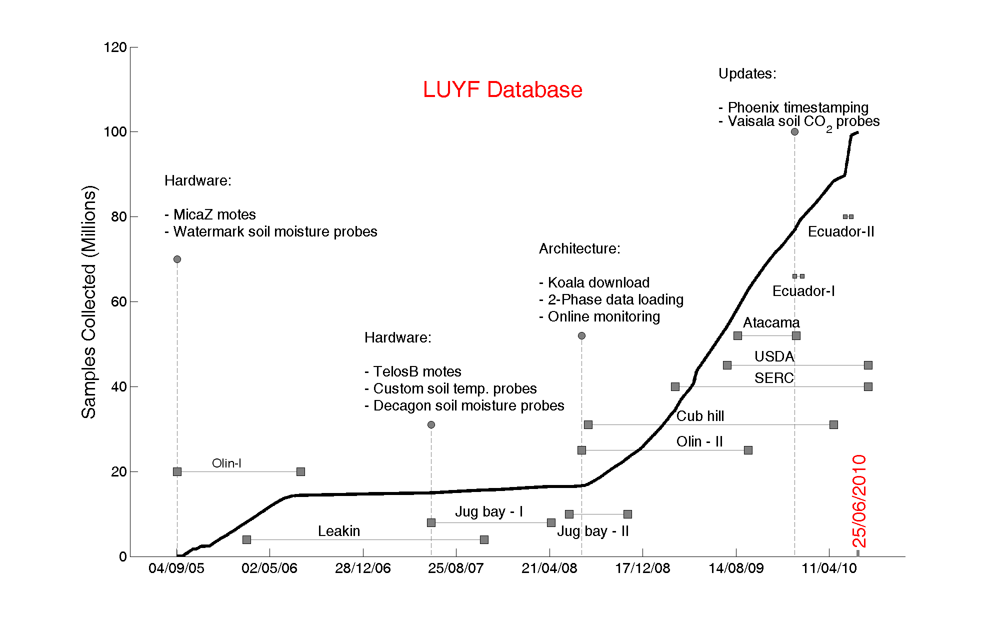 LUYF Database
Samples Collected (Millions)
120
100
80
60
40
20
0
Hardware:
- MicaZ motes
- Watermark soil moisture probes
Hardware:
- TelosB motes
- Custom soil temp. probes
- Decagon soil moisture probes
Architecture:
- Koala download
- 2-Phase data loading
- Online monitoring
Updates:
- Phoenix timestamping
- Vaisala soil CO2 probes
Ecuador-II
Ecuador-I
Atacama
USDA
SERC
Cub hill
Olin - II
Olin-I
Jug bay - I
Jug bay - II
Leakin
25/06/2010
04/09/05
02/05/06
28/12/06
25/08/07
21/04/08
17/12/08
14/08/09
11/04/10